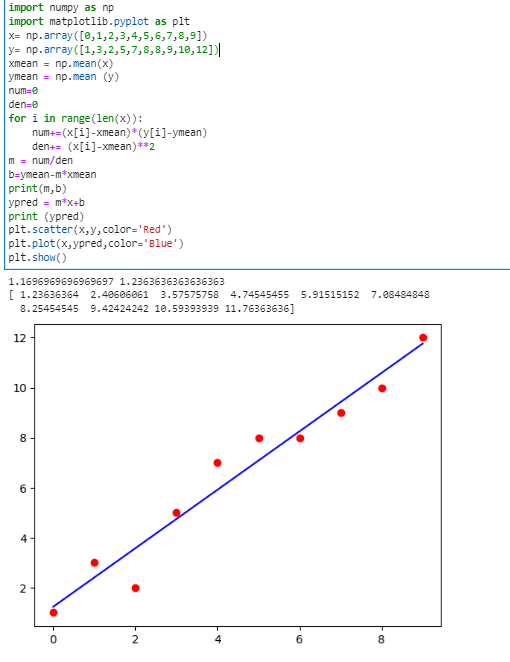 import numpy as np
import matplotlib.pyplot as plt
x= np.array([0,1,2,3,4,5,6,7,8,9])
y= np.array([1,3,2,5,7,8,8,9,10,12])
xmean = np.mean(x)
ymean = np.mean (y)
num=0
den=0
for i in range(len(x)):
    num+=(x[i]-xmean)*(y[i]-ymean)
    den+= (x[i]-xmean)**2
m = num/den
b=ymean-m*xmean
print(m,b)
ypred = m*x+b
print (ypred)
plt.scatter(x,y,color='Red')
plt.plot(x,ypred,color='Blue')
plt.show()
1.1696969696969697 1.2363636363636363
[ 1.23636364  2.40606061  3.57575758  4.74545455  5.91515152  7.08484848
  8.25454545  9.42424242 10.59393939 11.76363636]
12
10
8
6
4
2
0 2 4 6 8